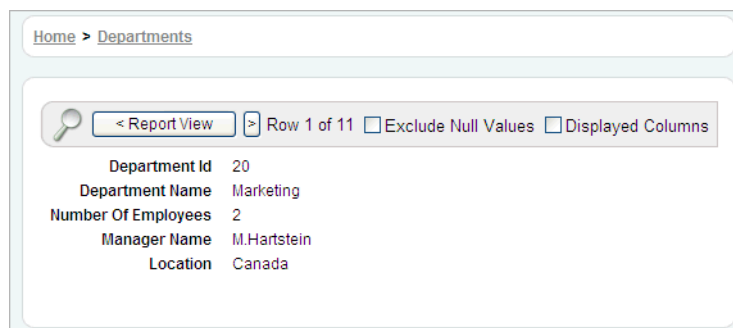 Home > Departments
< Report View > Row 1 of 11 Exclude Null Values Displayed Columns
Department Id 20
Department Name Marketing
Number Of Employees 2
Manager Name M.Hartstein
Location Canada